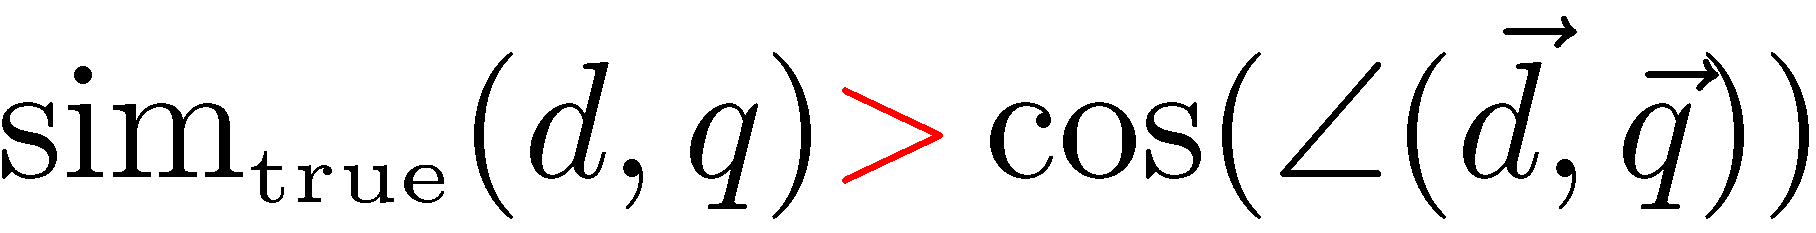 sim_true(d, q) > cos(∠(d⃗, q⃗))